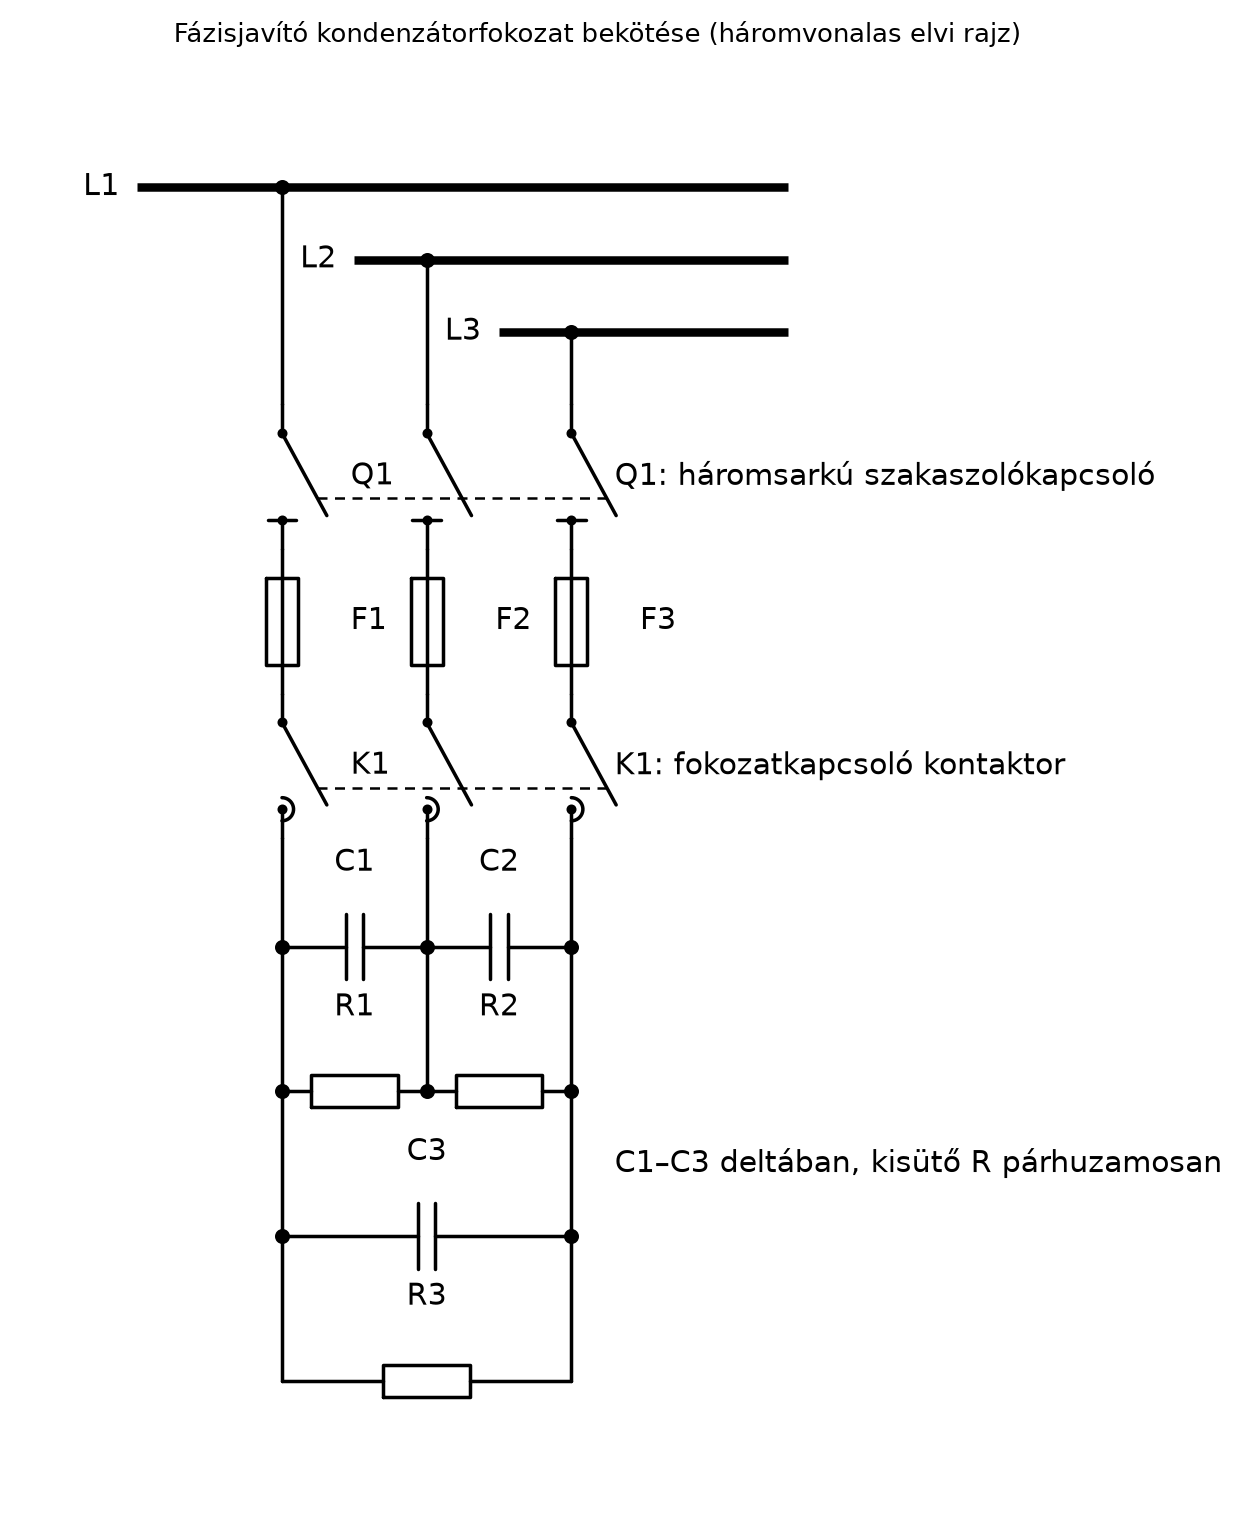 Fázisjavító kondenzátorfokozat bekötése (háromvonalas elvi rajz)
L1
L2
L3
Q1
Q1: háromsarkú szakaszolókapcsoló
F1
F2
F3
K1
K1: fokozatkapcsoló kontaktor
C1
C2
R1
R2
C3
C1–C3 deltában, kisütő R párhuzamosan
R3